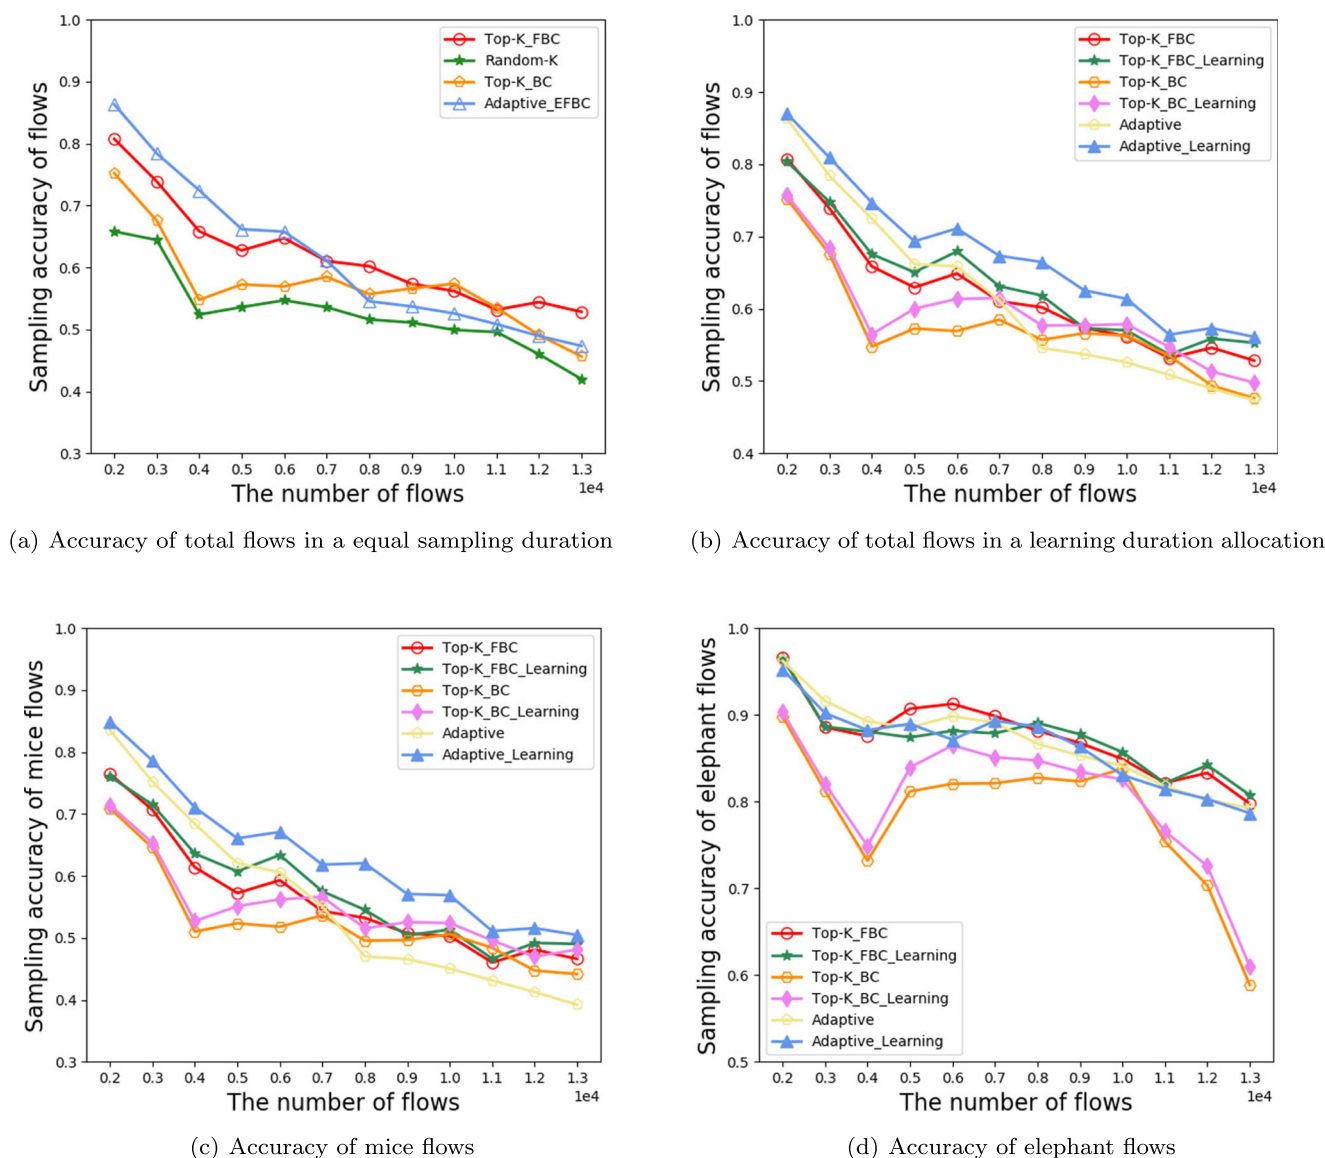 1.0
0.9
0.8
0.7
0.6
0.5
0.4
0.3
Sampling accuracy of flows
Top-K_FBC
Random-K
Top-K_BC
Adaptive_EFBC
0.2 0.3 0.4 0.5 0.6 0.7 0.8 0.9 1.0 1.1 1.2 1.3
1e4
The number of flows
(a) Accuracy of total flows in a equal sampling duration
1.0
0.9
0.8
0.7
0.6
0.5
0.4
Sampling accuracy of flows
Top-K_FBC
Top-K_FBC_Learning
Top-K_BC
Top-K_BC_Learning
Adaptive
Adaptive_Learning
0.2 0.3 0.4 0.5 0.6 0.7 0.8 0.9 1.0 1.1 1.2 1.3
1e4
The number of flows
(b) Accuracy of total flows in a learning duration allocation
1.0
0.9
0.8
0.7
0.6
0.5
0.4
0.3
Sampling accuracy of mice flows
Top-K_FBC
Top-K_FBC_Learning
Top-K_BC
Top-K_BC_Learning
Adaptive
Adaptive_Learning
0.2 0.3 0.4 0.5 0.6 0.7 0.8 0.9 1.0 1.1 1.2 1.3
1e4
The number of flows
(c) Accuracy of mice flows
1.0
0.9
0.8
0.7
0.6
0.5
Sampling accuracy of elephant flows
Top-K_FBC
Top-K_FBC_Learning
Top-K_BC
Top-K_BC_Learning
Adaptive
Adaptive_Learning
0.2 0.3 0.4 0.5 0.6 0.7 0.8 0.9 1.0 1.1 1.2 1.3
1e4
The number of flows
(d) Accuracy of elephant flows